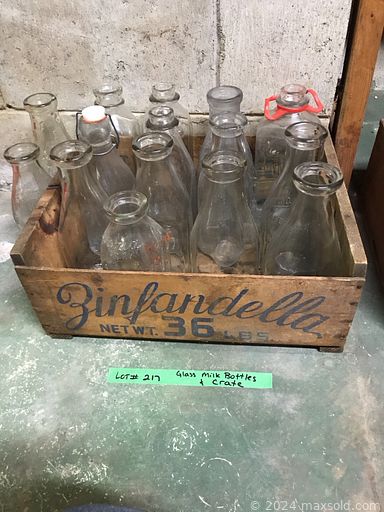 Zinfandella
NET WT. 36 LBS
LOT# 217 Glass Milk Bottles
& Crate
© 2024 maxsold.com